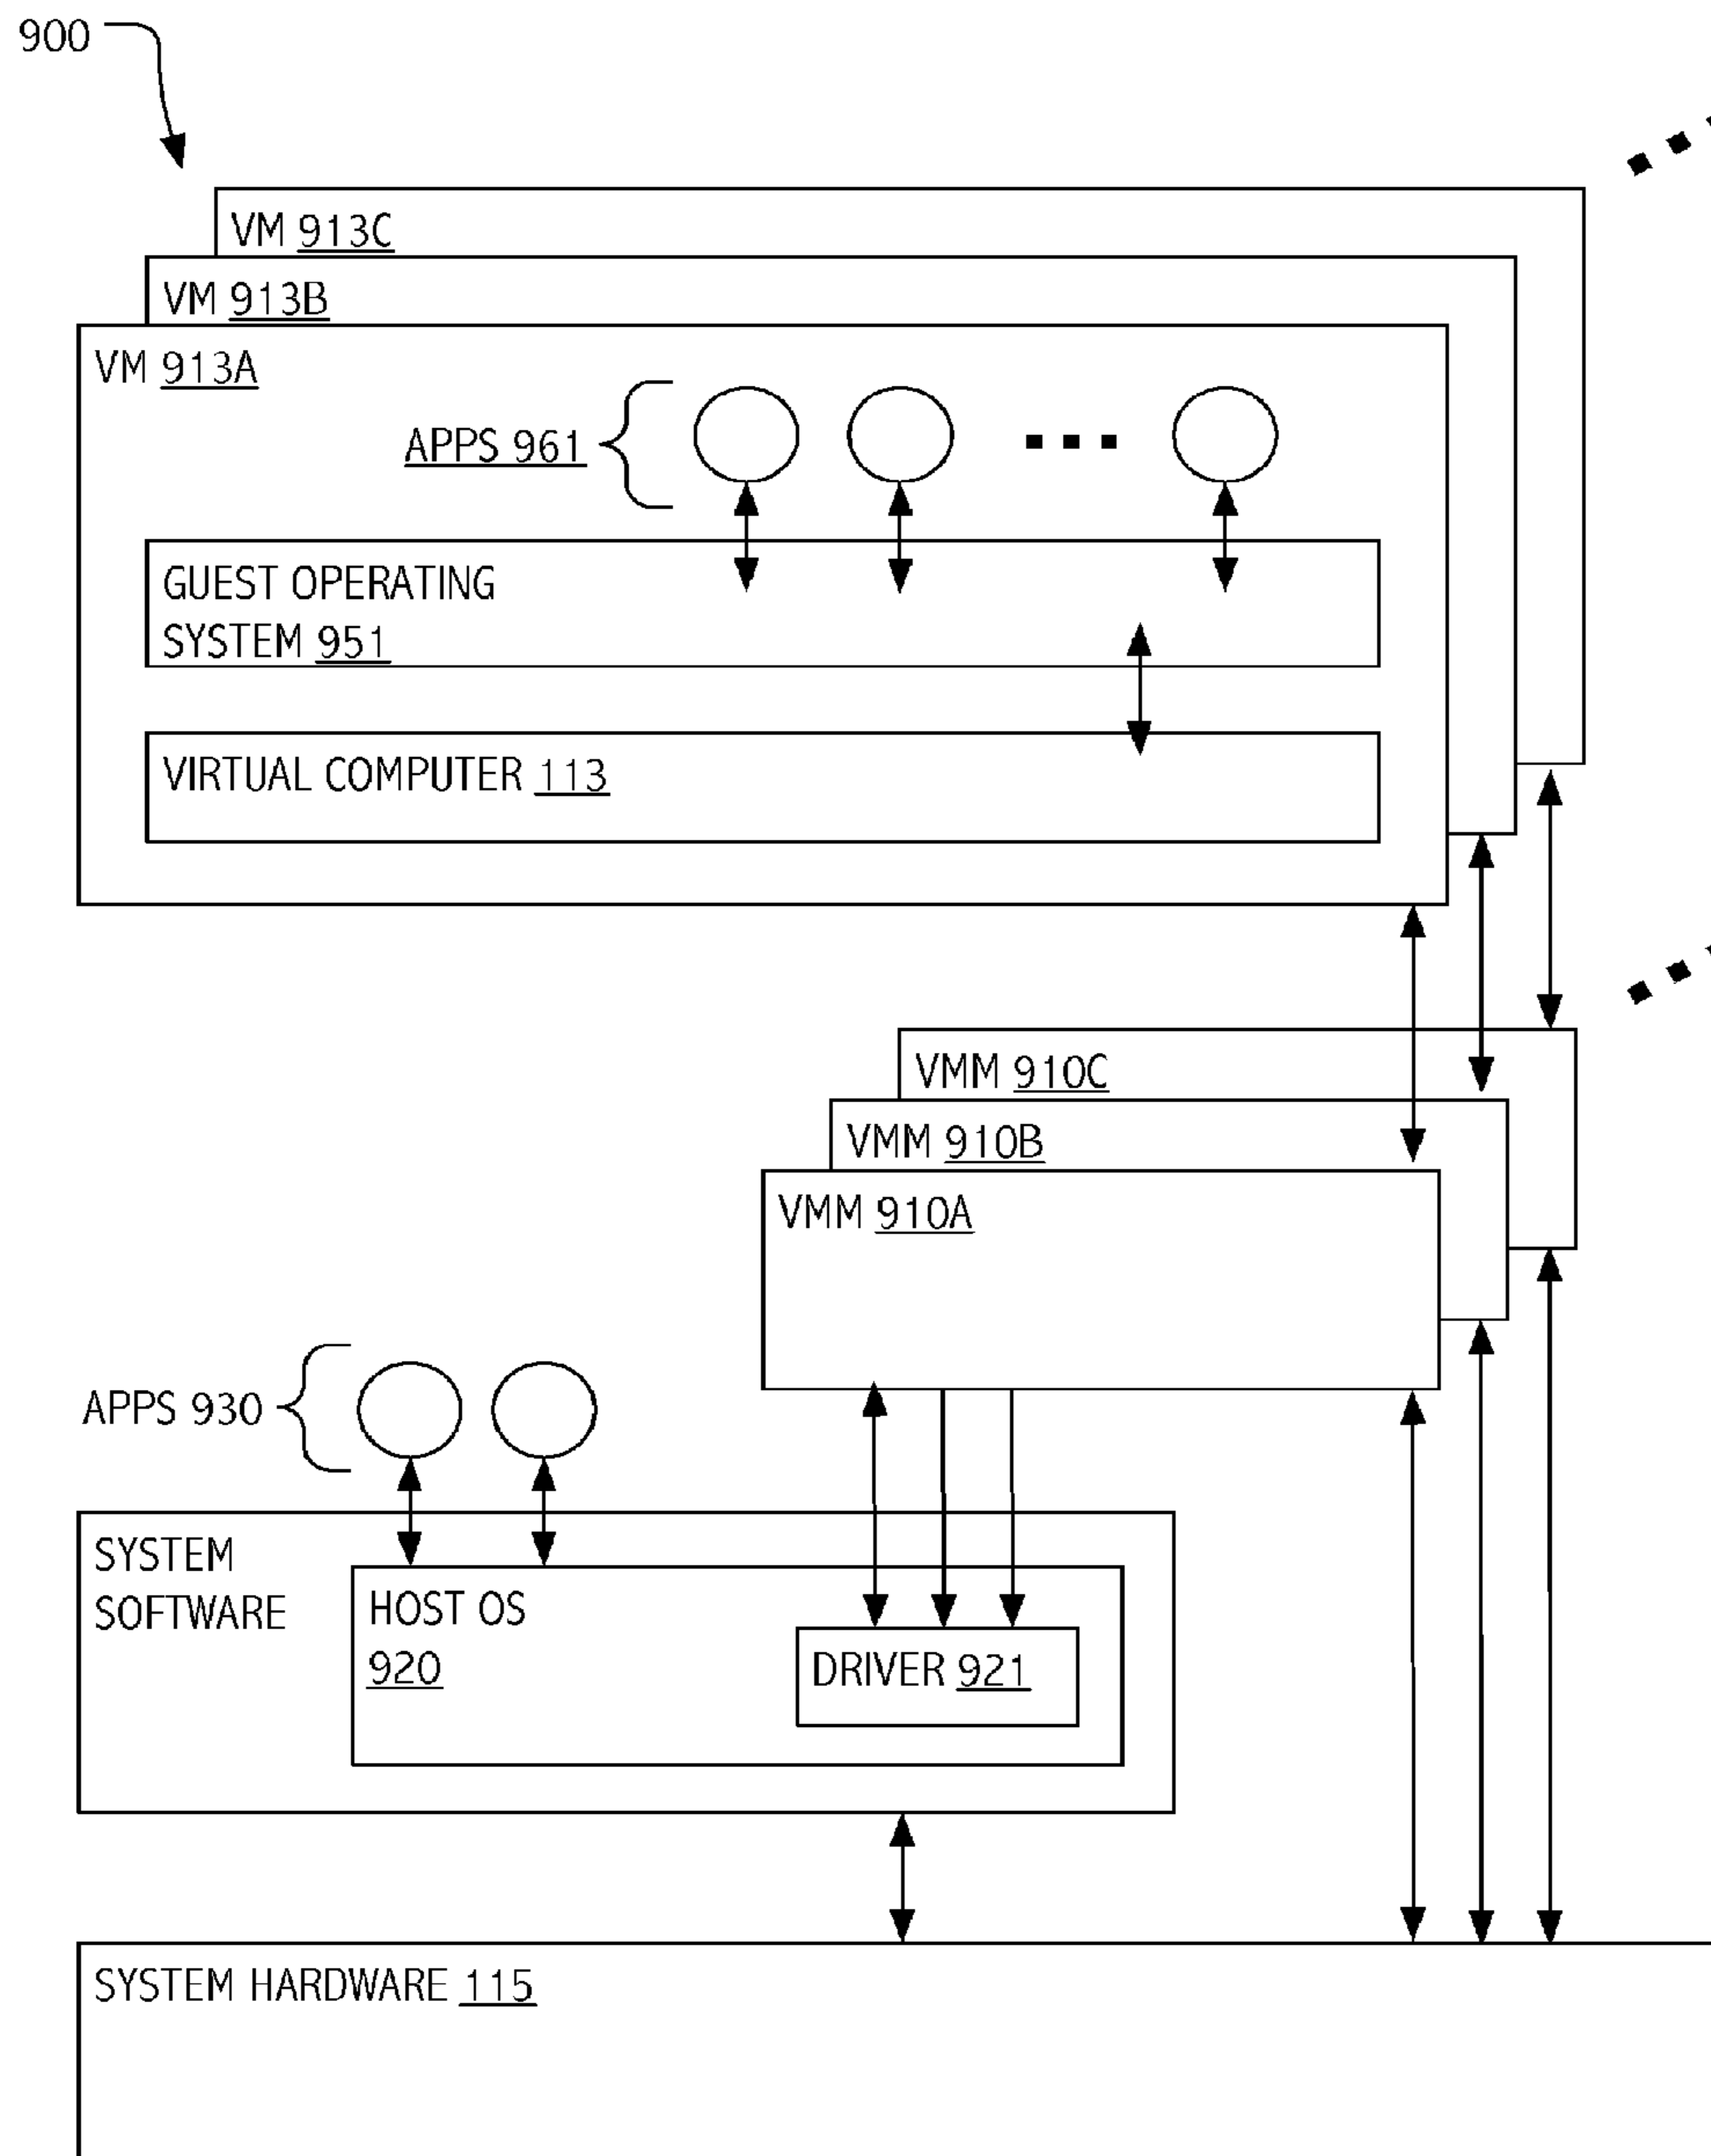 900
VM 913C
VM 913B
VM 913A
APPS 961
GUEST OPERATING
SYSTEM 951
VIRTUAL COMPUTER 113
VMM 910C
VMM 910B
VMM 910A
APPS 930
SYSTEM
SOFTWARE
HOST OS
920
DRIVER 921
SYSTEM HARDWARE 115